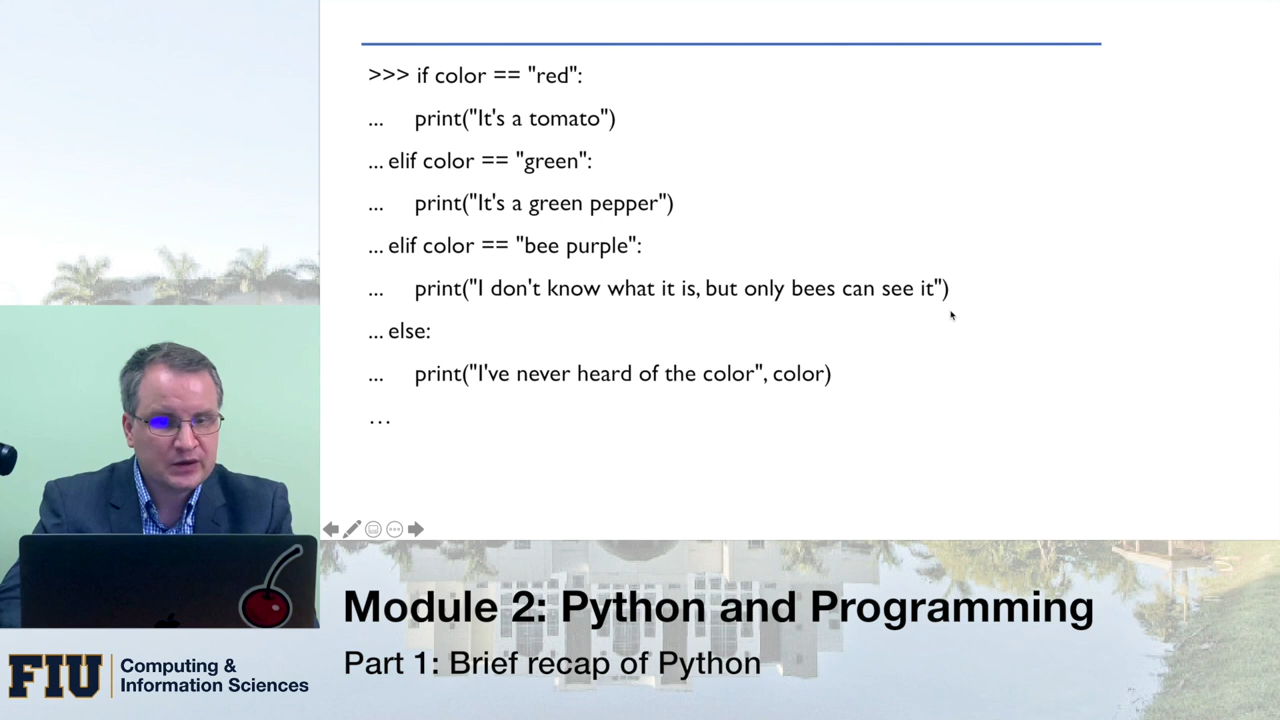 >>> if color == "red":
...     print("It's a tomato")
... elif color == "green":
...     print("It's a green pepper")
... elif color == "bee purple":
...     print("I don't know what it is, but only bees can see it")
... else:
...     print("I've never heard of the color", color)
...
Module 2: Python and Programming
Part 1: Brief recap of Python
FIU
Computing &
Information Sciences